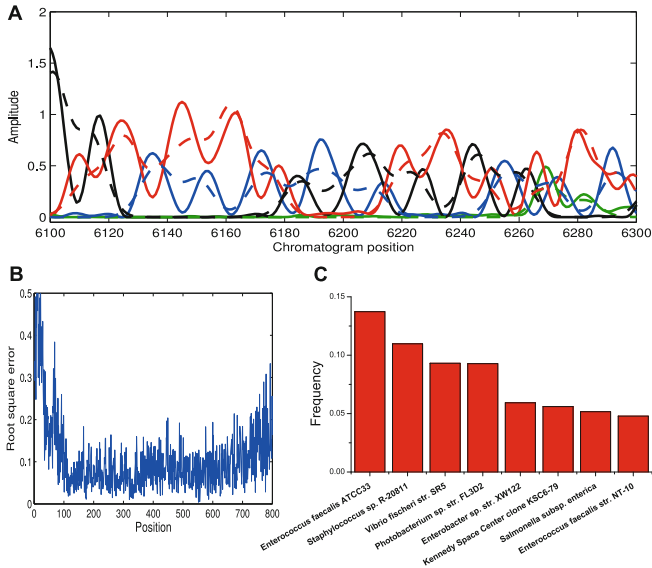 A
2
1.5
1
0.5
0
Amplitude
6100 6120 6140 6160 6180 6200 6220 6240 6260 6280 6300
Chromatogram position
B
0.5
0.4
0.3
0.2
0.1
0
Root square error
0 100 200 300 400 500 600 700 800
Position
C
0.15
0.10
0.05
0.00
Frequency
Enterococcus faecalis ATCC33
Staphylococcus sp. R-20811
Vibrio fischeri str. SR5
Photobacterium sp. str. FL3D2
Enterobacter sp. str. XW122
Kennedy Space Center clone KSC6-79
Salmonella subsp. enterica
Enterococcus faecalis str. NT-10